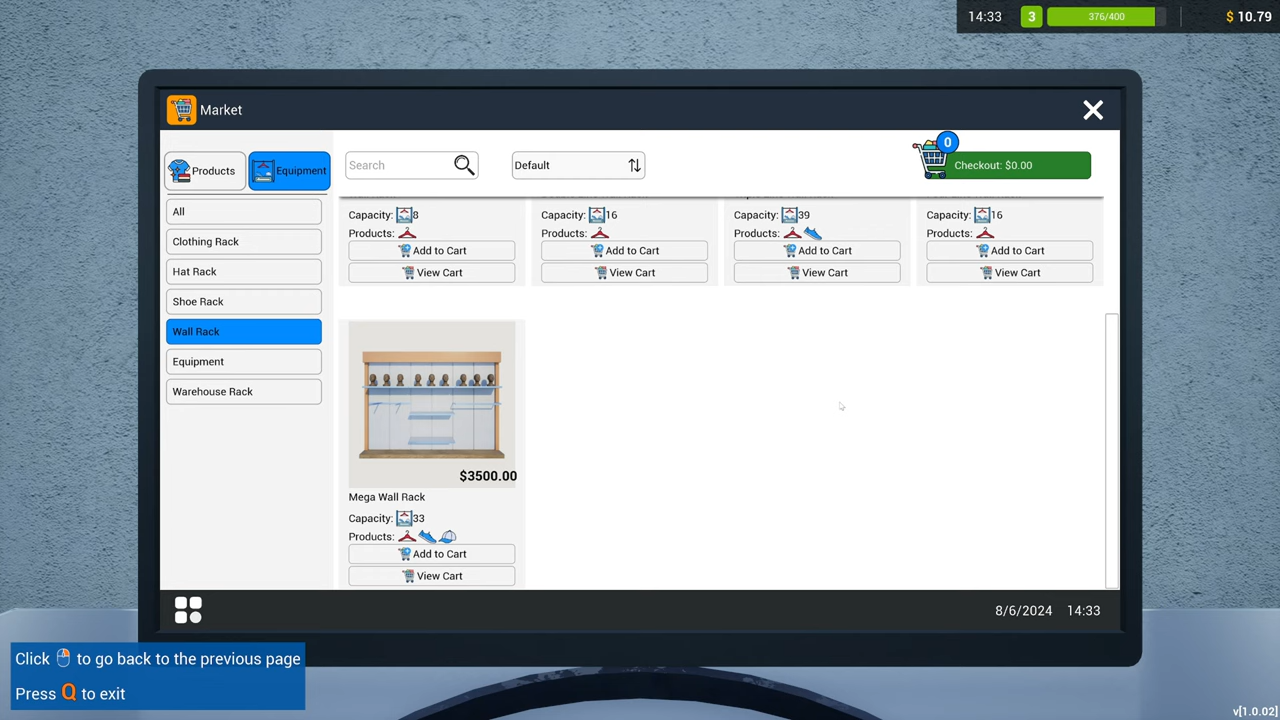 14:33 3 376/400 $ 10.79
Market
Products Equipment Search Default 0 Checkout: $0.00
All
Clothing Rack
Hat Rack
Shoe Rack
Wall Rack
Equipment
Warehouse Rack
Capacity: 8 Capacity: 16 Capacity: 39 Capacity: 16
Products: Products: Products: Products:
Add to Cart Add to Cart Add to Cart Add to Cart
View Cart View Cart View Cart View Cart
$3500.00
Mega Wall Rack
Capacity: 33
Products:
Add to Cart
View Cart
8/6/2024 14:33
Click to go back to the previous page
Press Q to exit
v[1.0.02]